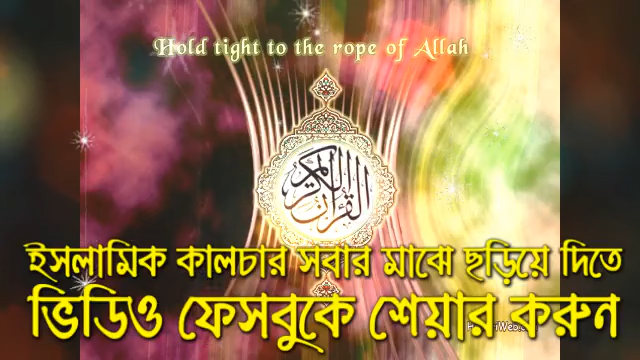 Hold tight to the rope of Allah
القرآن الكريم
ইসলামিক কালচার সবার মাঝে ছড়িয়ে দিতে
ভিডিও ফেসবুকে শেয়ার করুন